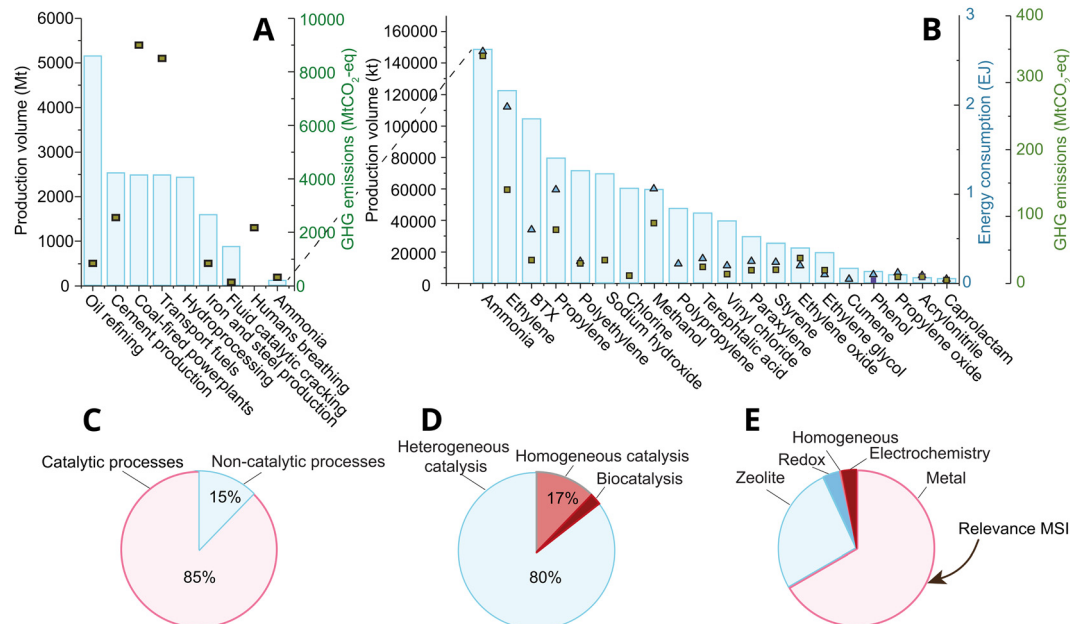 A
Production volume (Mt)
6000
5000
4000
3000
2000
1000
0
GHG emissions (MtCO2-eq)
10000
8000
6000
4000
2000
0
Oil refining
Cement production
Coal-fired powerplants
Transport fuels
Hydroprocessing
Iron and steel production
Fluid catalytic cracking
Humans breathing
Ammonia
B
Production volume (kt)
160000
140000
120000
100000
80000
60000
40000
20000
0
Energy consumption (EJ)
3
2
1
0
GHG emissions (MtCO2-eq)
400
300
200
100
0
Ammonia
Ethylene
BTX
Propylene
Polyethylene
Sodium hydroxide
Chlorine
Methanol
Polypropylene
Terephtalic acid
Vinyl chloride
Paraxylene
Styrene
Ethylene oxide
Ethylene glycol
Cumene
Phenol
Propylene oxide
Acylonitrile
Caprolactam
C
Catalytic processes
Non-catalytic processes
15%
85%
D
Heterogeneous
catalysis
Homogeneous catalysis
Biocatalysis
17%
80%
E
Homogeneous
Electrochemistry
Redox
Zeolite
Metal
Relevance MSI